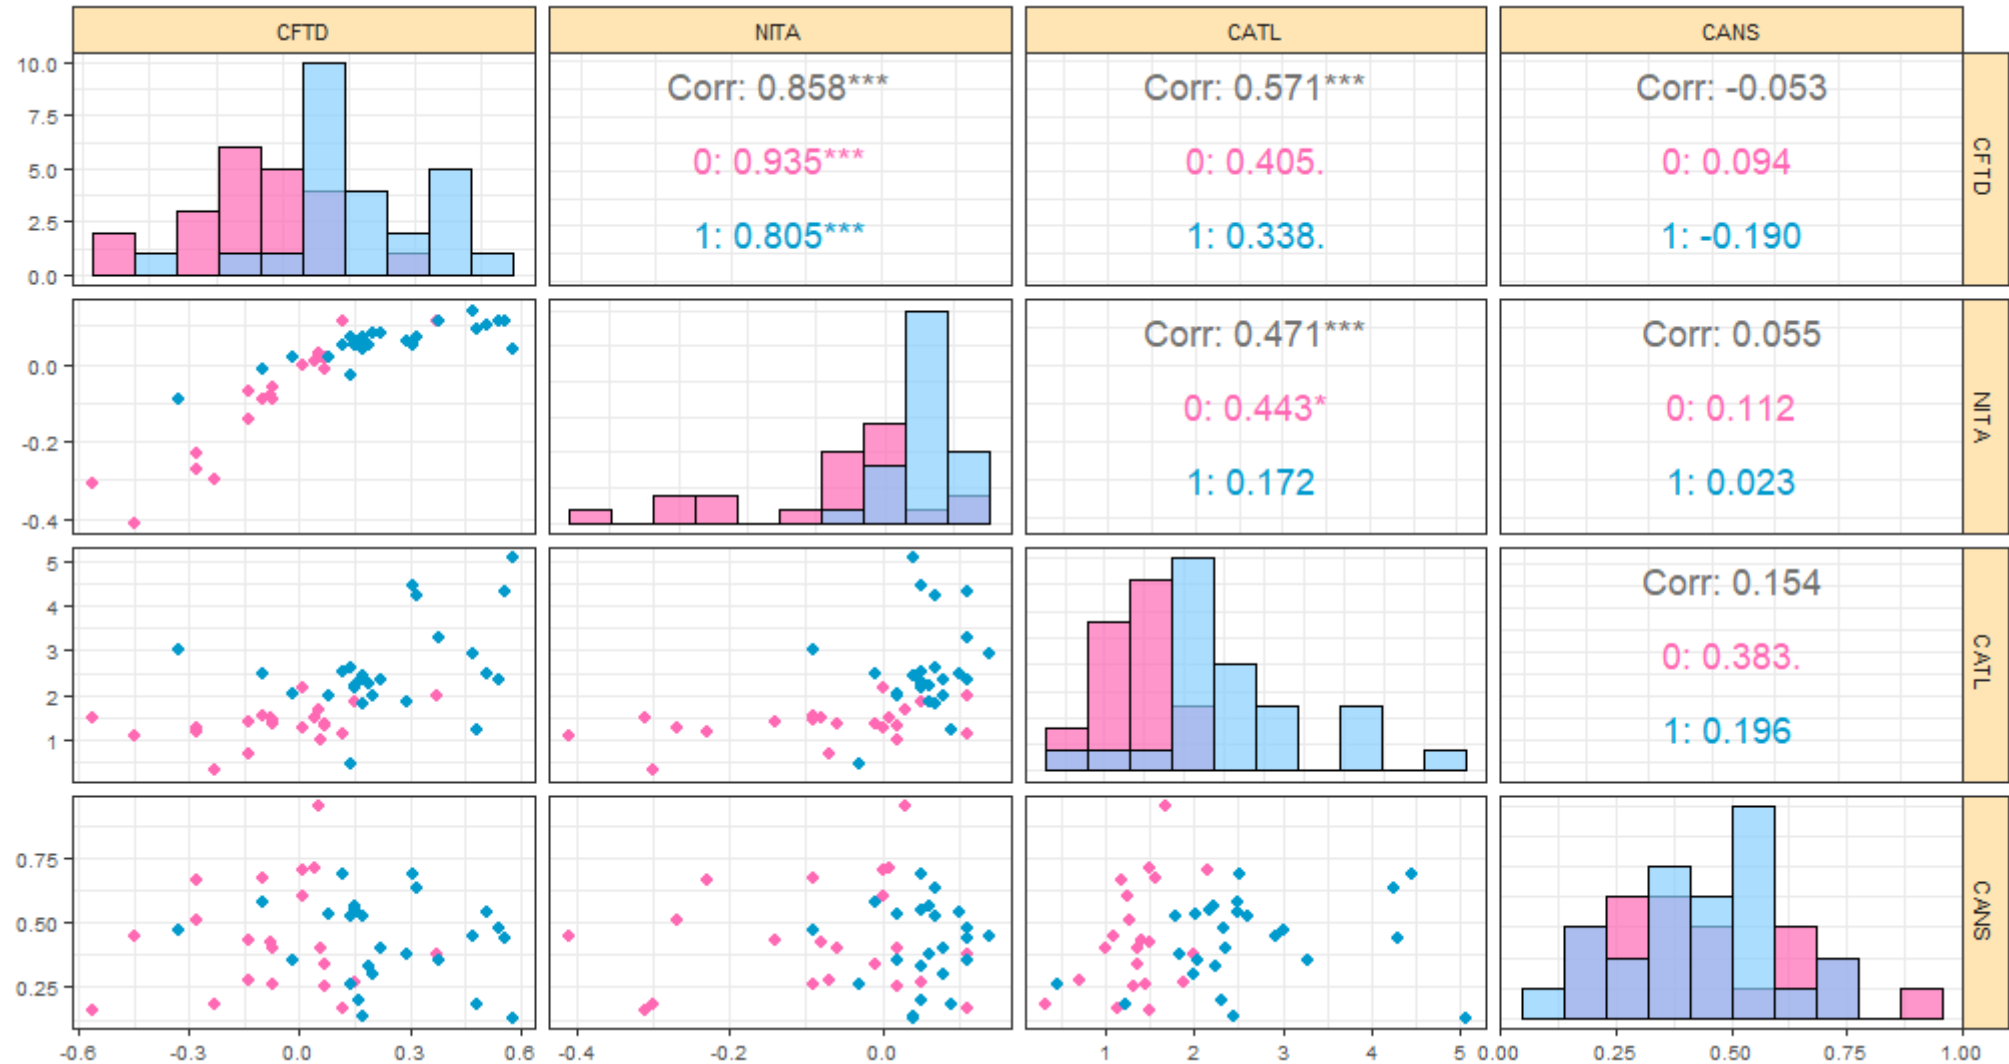 CFTD NITA CATL CANS
10.0
7.5
5.0
2.5
0.0
Corr: 0.858***
0: 0.935***
1: 0.805***
Corr: 0.571***
0: 0.405.
1: 0.338.
Corr: -0.053
0: 0.094
1: -0.190
CFTD
0.0
-0.2
-0.4
Corr: 0.471***
0: 0.443*
1: 0.172
Corr: 0.055
0: 0.112
1: 0.023
NITA
5
4
3
2
1
Corr: 0.154
0: 0.383.
1: 0.196
CATL
0.75
0.50
0.25
CANS
-0.6 -0.3 0.0 0.3 0.6 -0.4 -0.2 0.0 1 2 3 4 5 0.00 0.25 0.50 0.75 1.00